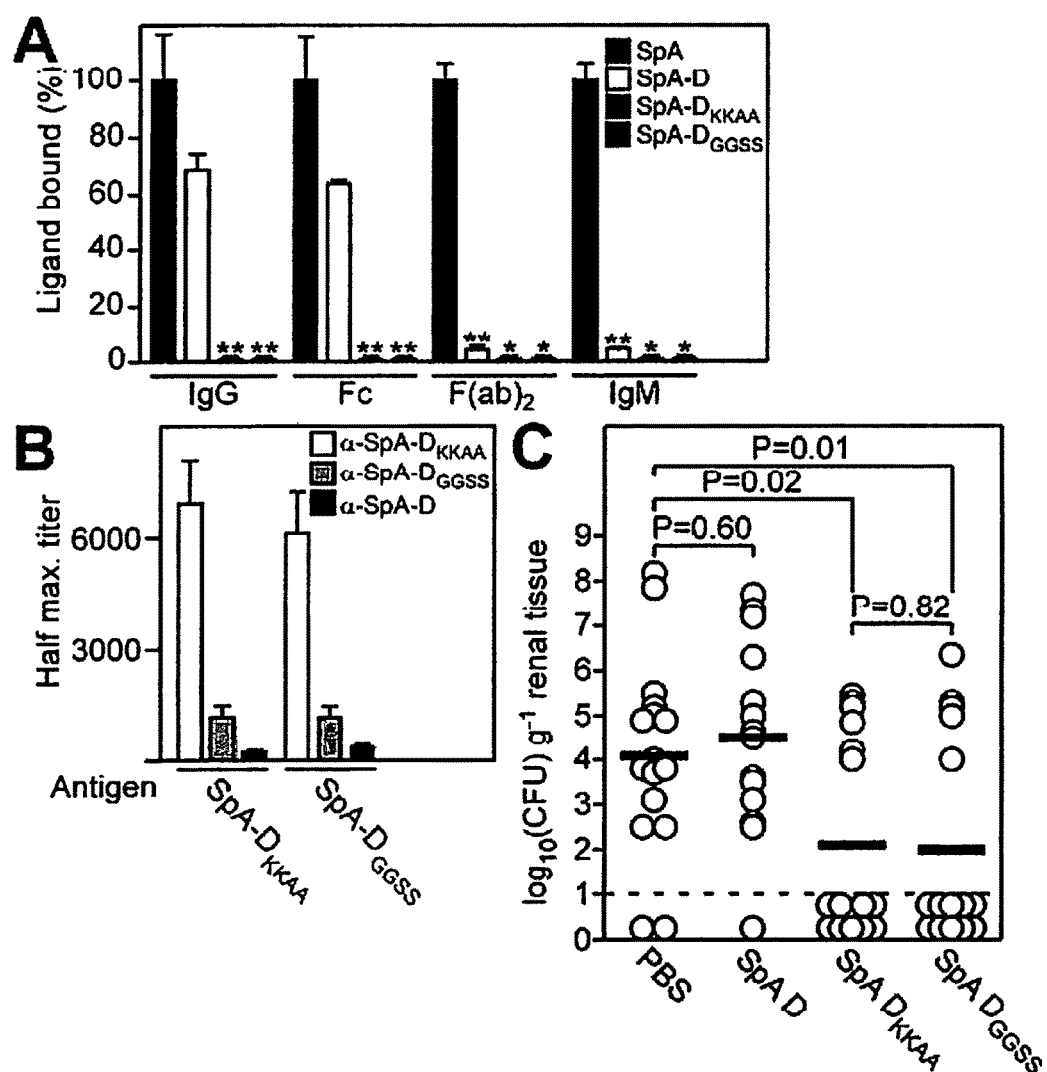 A
Ligand bound (%)
100
80
60
40
20
0
SpA
SpA-D
SpA-DKKAA
SpA-DGGSS
** **
** **
** * *
** * *
IgG Fc F(ab)2 IgM
B
Half max. titer
6000
3000
α-SpA-DKKAA
α-SpA-DGGSS
α-SpA-D
Antigen
SpA-DKKAA
SpA-DGGSS
C
log10(CFU) g-1 renal tissue
9
8
7
6
5
4
3
2
1
0
P=0.01
P=0.02
P=0.60
P=0.82
PBS
SpA D
SpA DKKAA
SpA DGGSS